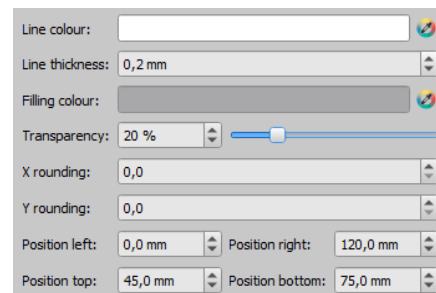 Line colour:
Line thickness: 0,2 mm
Filling colour:
Transparency: 20 %
X rounding: 0,0
Y rounding: 0,0
Position left: 0,0 mm Position right: 120,0 mm
Position top: 45,0 mm Position bottom: 75,0 mm